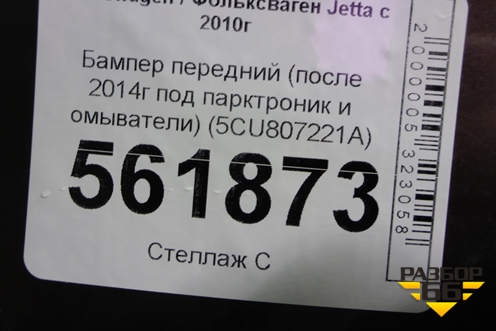 / Фольксваген Jetta с
2010г
Бампер передний (после
2014г под парктроник и
омыватели) (5CU807221A)
561873
Стеллаж С
2000005323058
РАЗБОР
66